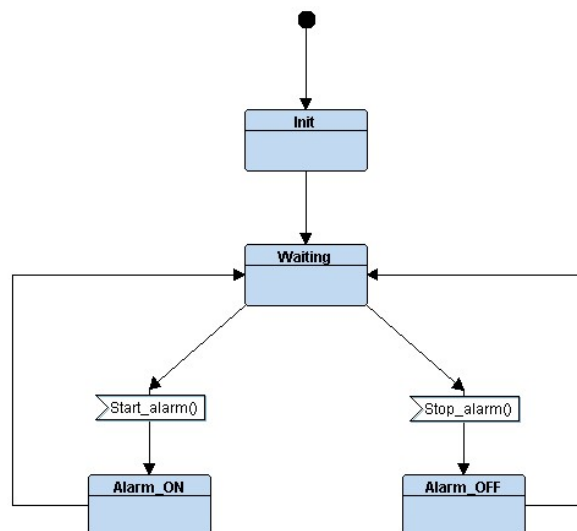 Init
Waiting
Start_alarm()
Stop_alarm()
Alarm_ON
Alarm_OFF